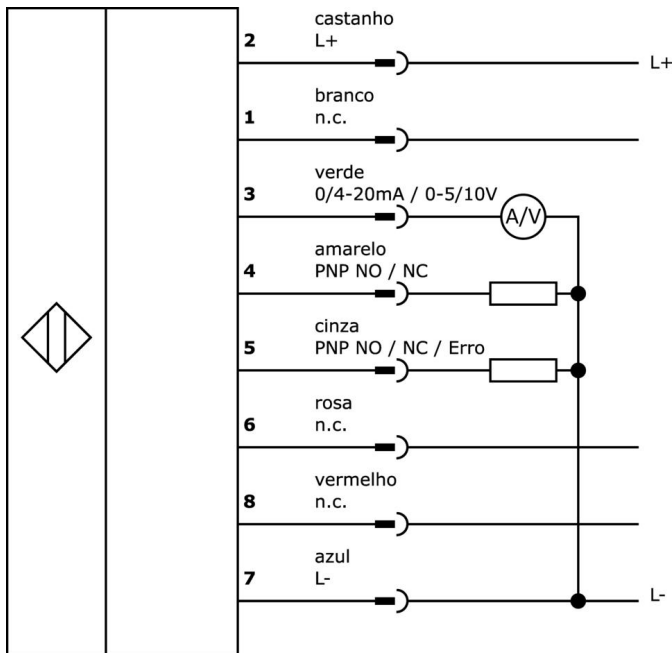 castanho
2 L+
L+
branco
1 n.c.
verde
3 0/4-20mA / 0-5/10V
A/V
amarelo
4 PNP NO / NC
cinza
5 PNP NO / NC / Erro
rosa
6 n.c.
vermelho
8 n.c.
azul
7 L-
L-